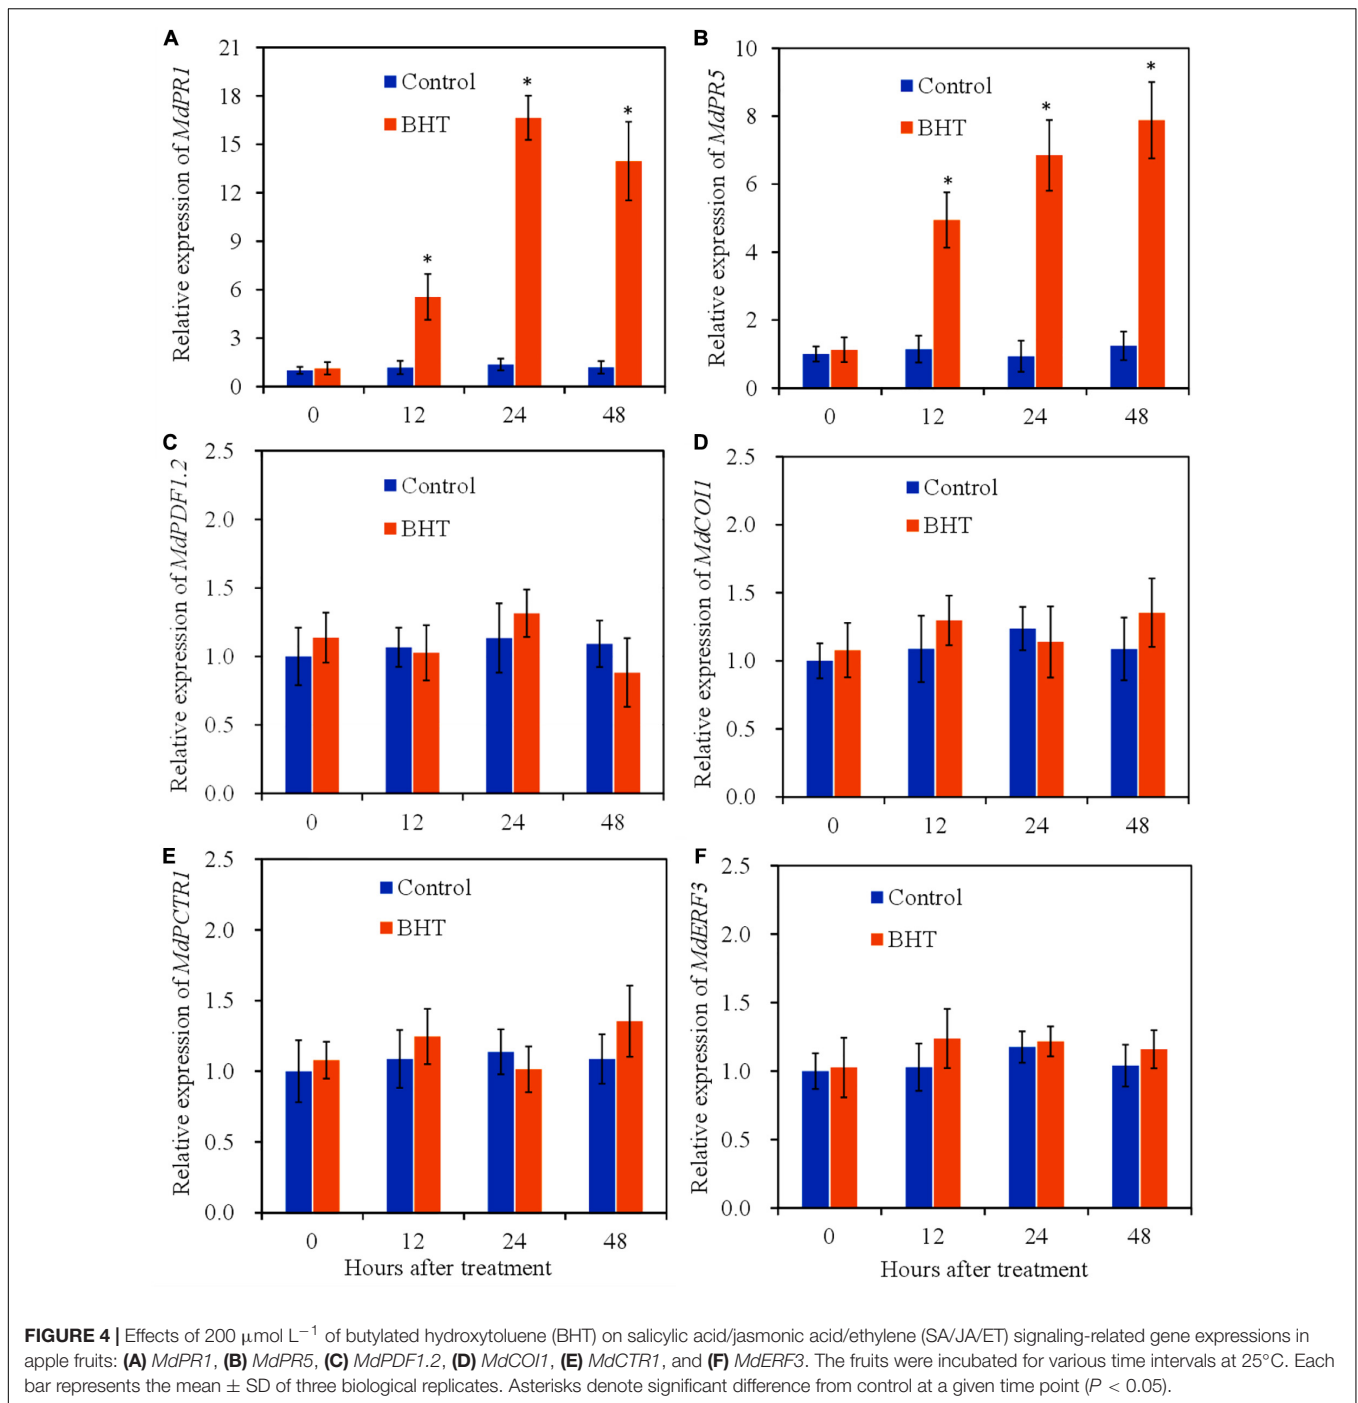 A
B
21
18
15
12
9
6
3
0
Relative expression of MdPR1
Control
BHT
*
*
*
0 12 24 48
10
8
6
4
2
0
Relative expression of MdPR5
Control
BHT
*
*
*
0 12 24 48
C
D
2.5
2.0
1.5
1.0
0.5
0.0
Relative expression of MdPDF1.2
Control
BHT
0 12 24 48
2.5
2.0
1.5
1.0
0.5
0.0
Relative expression of MdCOI1
Control
BHT
0 12 24 48
E
F
2.5
2.0
1.5
1.0
0.5
0.0
Relative expression of MdPCTR1
Control
BHT
0 12 24 48
Hours after treatment
2.5
2.0
1.5
1.0
0.5
0.0
Relative expression of MdERF3
Control
BHT
0 12 24 48
Hours after treatment
FIGURE 4 | Effects of 200 μmol L−1 of butylated hydroxytoluene (BHT) on salicylic acid/jasmonic acid/ethylene (SA/JA/ET) signaling-related gene expressions in
apple fruits: (A) MdPR1, (B) MdPR5, (C) MdPDF1.2, (D) MdCOI1, (E) MdCTR1, and (F) MdERF3. The fruits were incubated for various time intervals at 25°C. Each
bar represents the mean ± SD of three biological replicates. Asterisks denote significant difference from control at a given time point (P < 0.05).